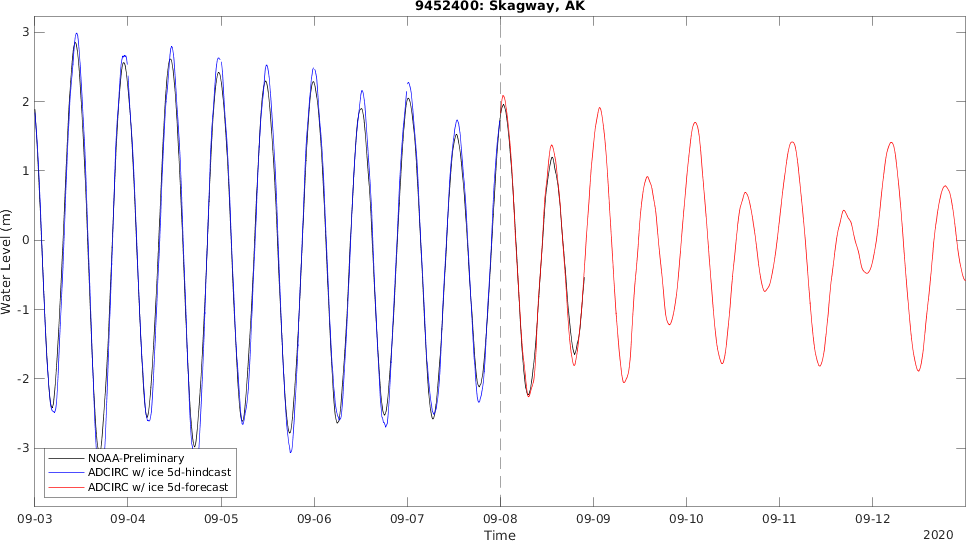 9452400: Skagway, AK
3
2
1
0
-1
-2
-3
Water Level (m)
NOAA-Preliminary
ADCIRC w/ ice 5d-hindcast
ADCIRC w/ ice 5d-forecast
09-03 09-04 09-05 09-06 09-07 09-08 09-09 09-10 09-11 09-12
Time
2020